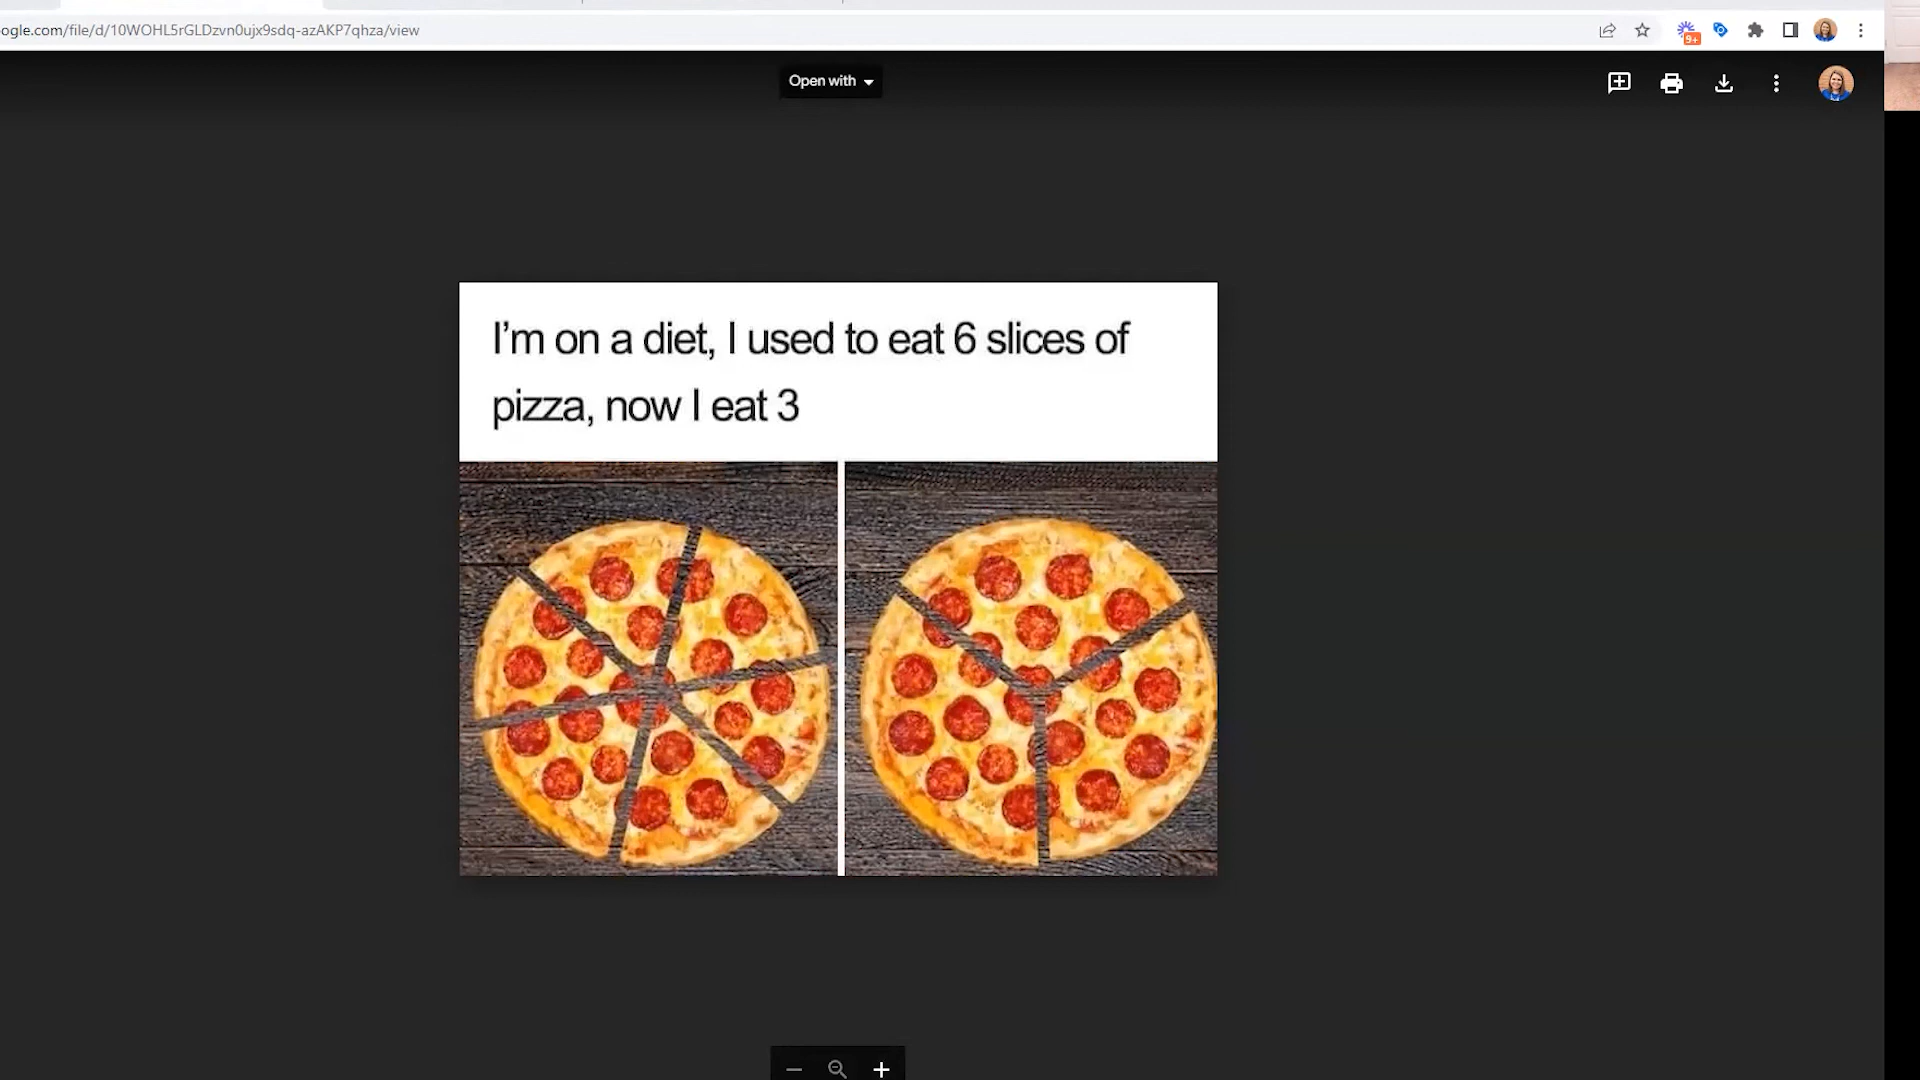 ogle.com/file/d/10WOHL5rGLDzvn0ujx9sdq-azAKP7qhza/view
9+
Open with
I'm on a diet, I used to eat 6 slices of
pizza, now I eat 3